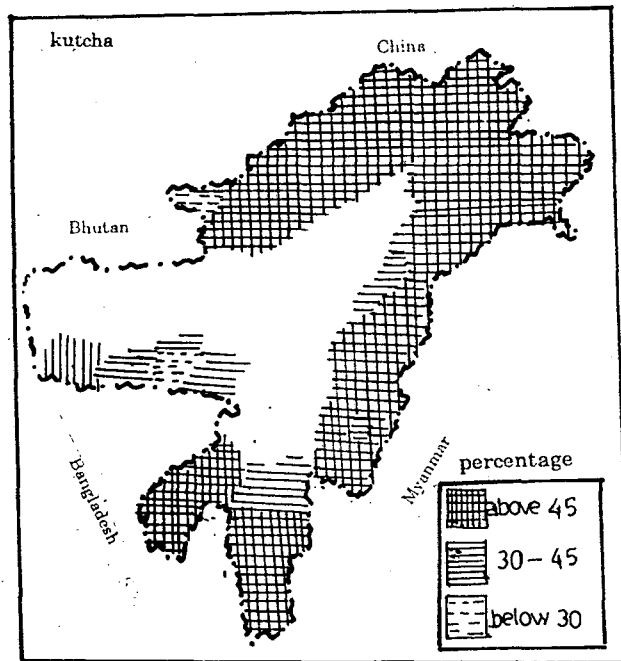 kutcha
China
Bhutan
Bangladesh
Myanmar
percentage
above 45
30-45
below 30